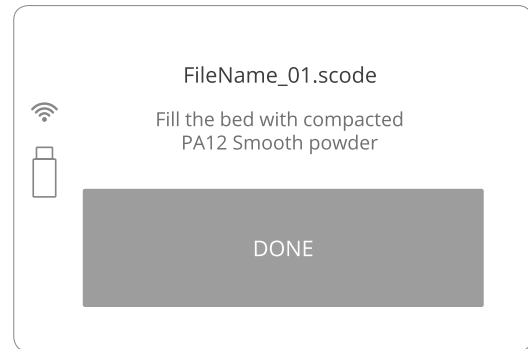 FileName_01.scode
Fill the bed with compacted
PA12 Smooth powder
DONE